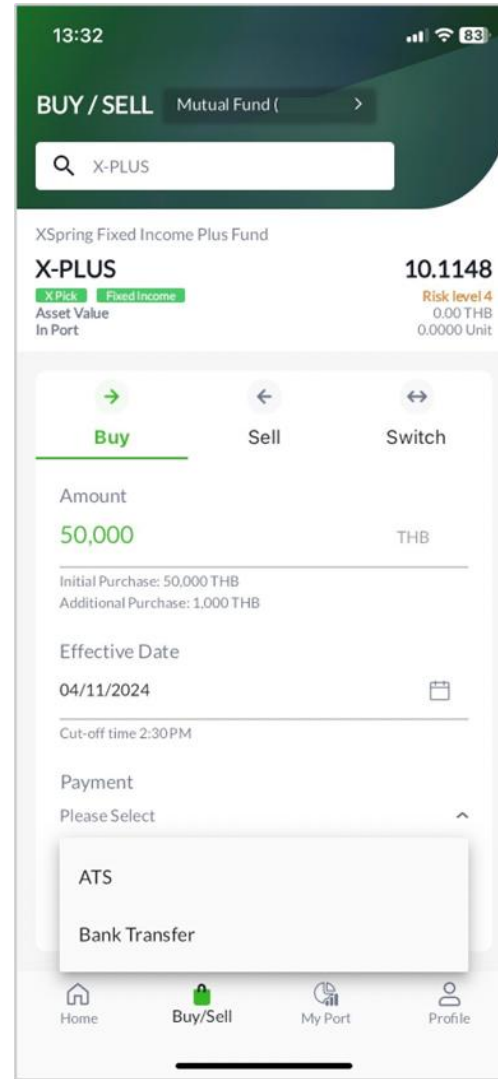 13:32
83
BUY / SELL Mutual Fund ( >
X-PLUS
XSpring Fixed Income Plus Fund
X-PLUS 10.1148
X Pick Fixed Income Risk level 4
Asset Value 0.00 THB
In Port 0.0000 Unit
Buy Sell Switch
Amount
50,000 THB
Initial Purchase: 50,000 THB
Additional Purchase: 1,000 THB
Effective Date
04/11/2024
Cut-off time 2:30 PM
Payment
Please Select
ATS
Bank Transfer
Home Buy/Sell My Port Profile